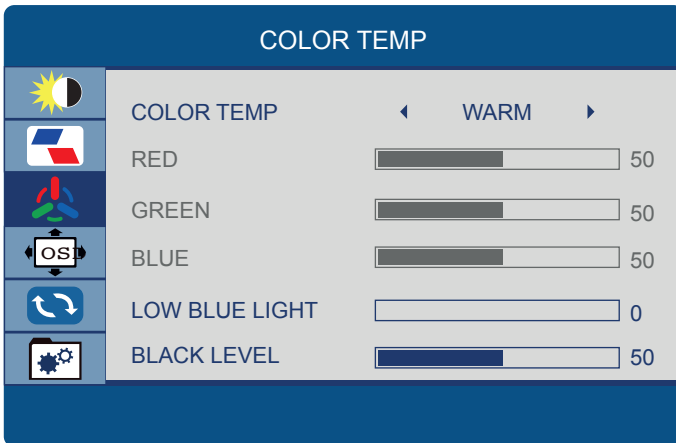 COLOR TEMP
COLOR TEMP WARM
RED 50
GREEN 50
OSD
BLUE 50
LOW BLUE LIGHT 0
BLACK LEVEL 50